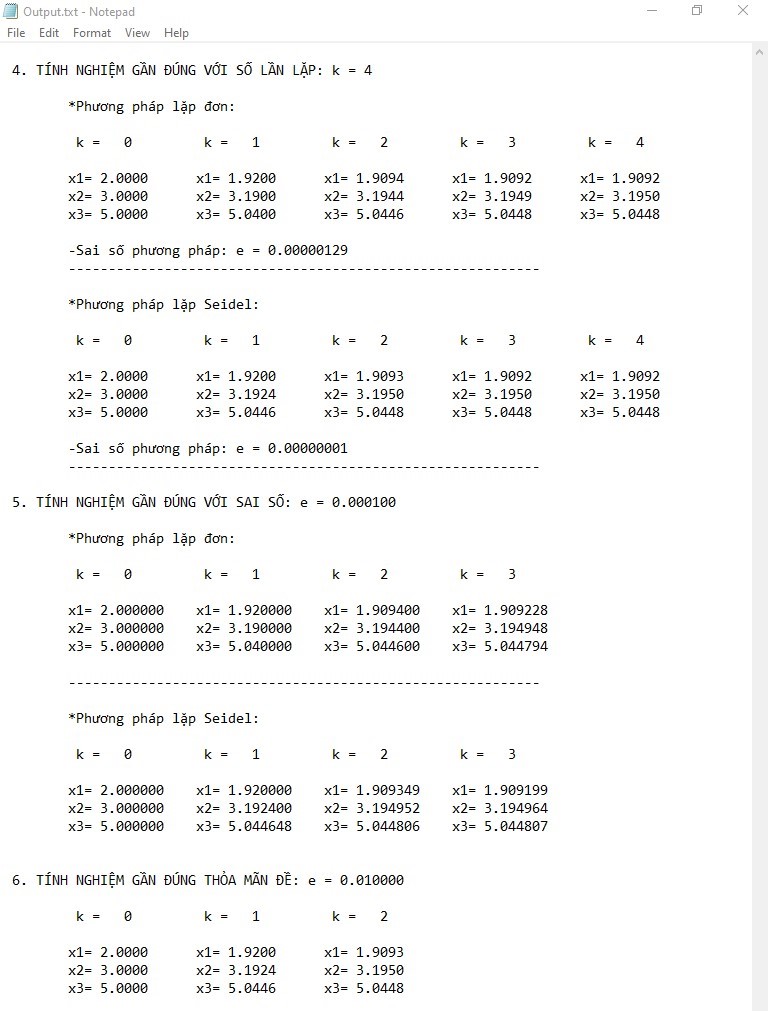 Output.txt - Notepad
File Edit Format View Help
4. TÍNH NGHIỆM GẦN ĐÚNG VỚI SỐ LẦN LẶP: k = 4
*Phương pháp lặp đơn:
k = 0 k = 1 k = 2 k = 3 k = 4
x1= 2.0000 x1= 1.9200 x1= 1.9094 x1= 1.9092 x1= 1.9092
x2= 3.0000 x2= 3.1900 x2= 3.1944 x2= 3.1949 x2= 3.1950
x3= 5.0000 x3= 5.0400 x3= 5.0446 x3= 5.0448 x3= 5.0448
-Sai số phương pháp: e = 0.00000129
-----------------------------------------------------------
*Phương pháp lặp Seidel:
k = 0 k = 1 k = 2 k = 3 k = 4
x1= 2.0000 x1= 1.9200 x1= 1.9093 x1= 1.9092 x1= 1.9092
x2= 3.0000 x2= 3.1924 x2= 3.1950 x2= 3.1950 x2= 3.1950
x3= 5.0000 x3= 5.0446 x3= 5.0448 x3= 5.0448 x3= 5.0448
-Sai số phương pháp: e = 0.00000001
-----------------------------------------------------------
5. TÍNH NGHIỆM GẦN ĐÚNG VỚI SAI SỐ: e = 0.000100
*Phương pháp lặp đơn:
k = 0 k = 1 k = 2 k = 3
x1= 2.000000 x1= 1.920000 x1= 1.909400 x1= 1.909228
x2= 3.000000 x2= 3.190000 x2= 3.194400 x2= 3.194948
x3= 5.000000 x3= 5.040000 x3= 5.044600 x3= 5.044794
-----------------------------------------------------------
*Phương pháp lặp Seidel:
k = 0 k = 1 k = 2 k = 3
x1= 2.000000 x1= 1.920000 x1= 1.909349 x1= 1.909199
x2= 3.000000 x2= 3.192400 x2= 3.194952 x2= 3.194964
x3= 5.000000 x3= 5.044648 x3= 5.044806 x3= 5.044807
6. TÍNH NGHIỆM GẦN ĐÚNG THỎA MÃN ĐỀ: e = 0.010000
k = 0 k = 1 k = 2
x1= 2.0000 x1= 1.9200 x1= 1.9093
x2= 3.0000 x2= 3.1924 x2= 3.1950
x3= 5.0000 x3= 5.0446 x3= 5.0448